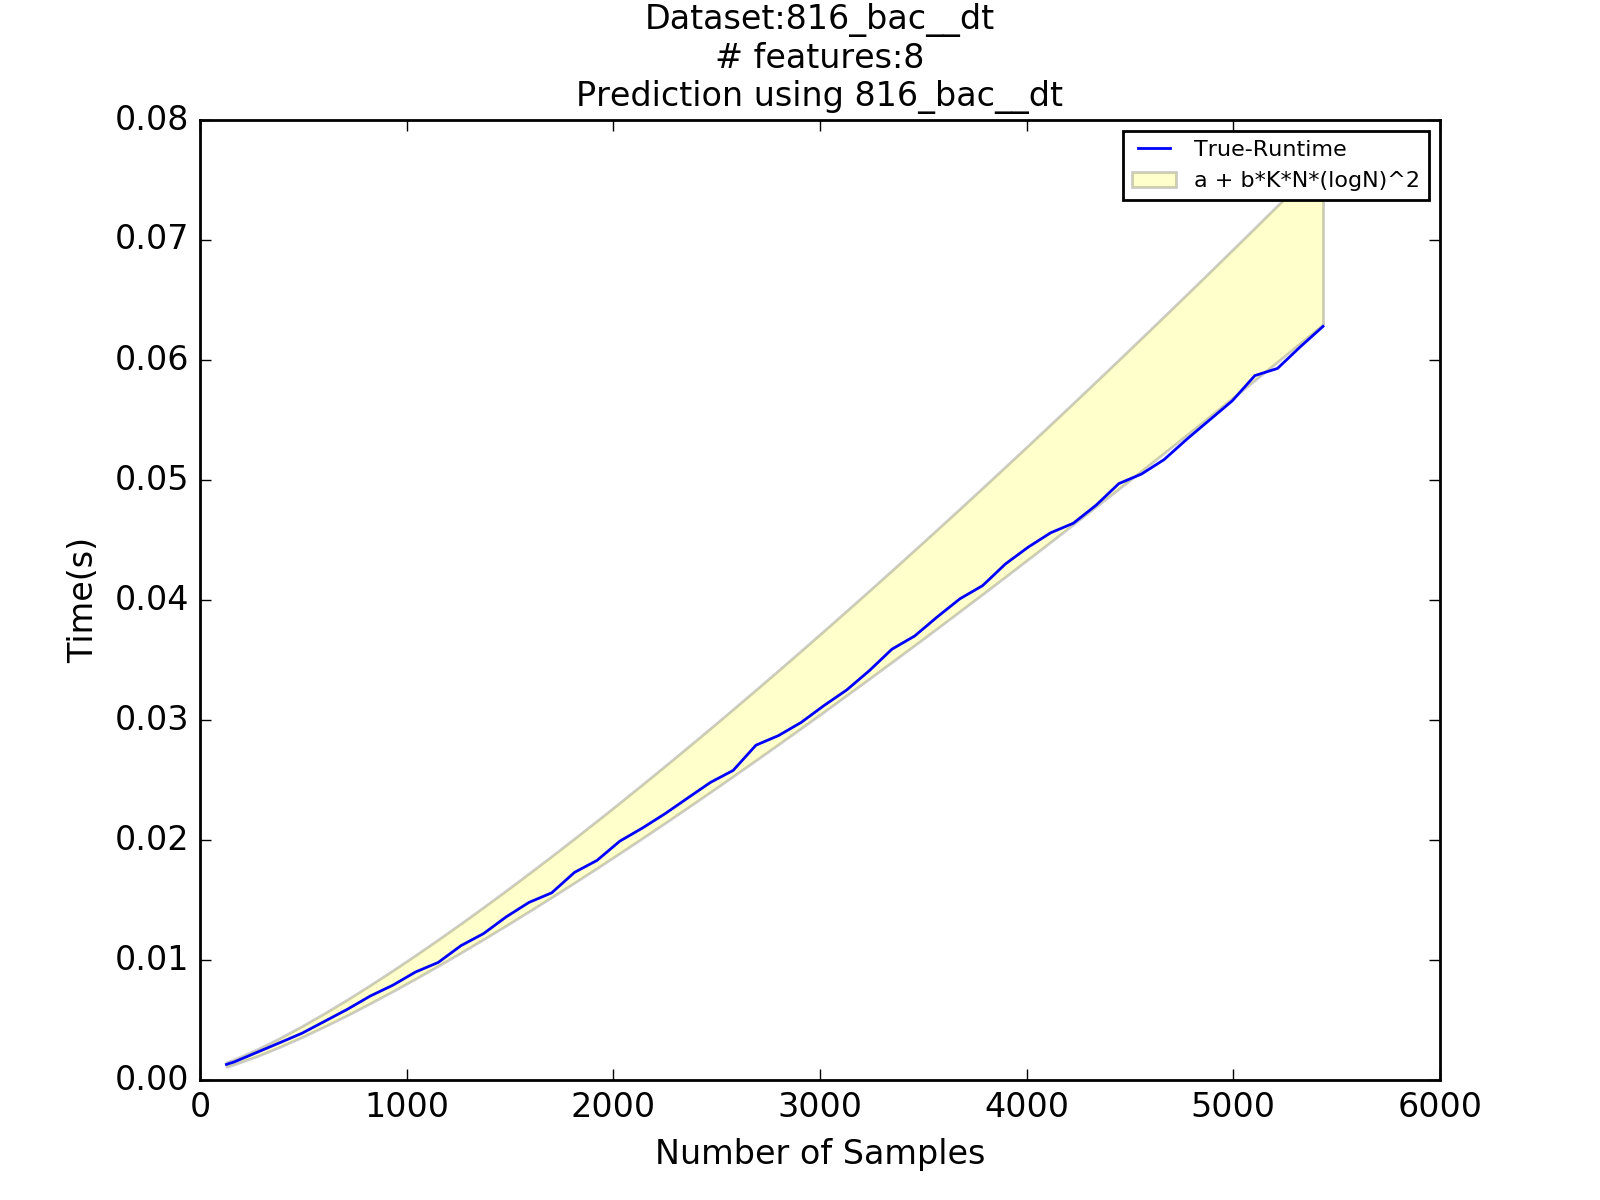 Dataset:816_bac__dt
# features:8
Prediction using 816_bac__dt
True-Runtime
a + b*K*N*(logN)^2
0.08
0.07
0.06
0.05
0.04
0.03
0.02
0.01
0.00
Time(s)
0 1000 2000 3000 4000 5000 6000
Number of Samples